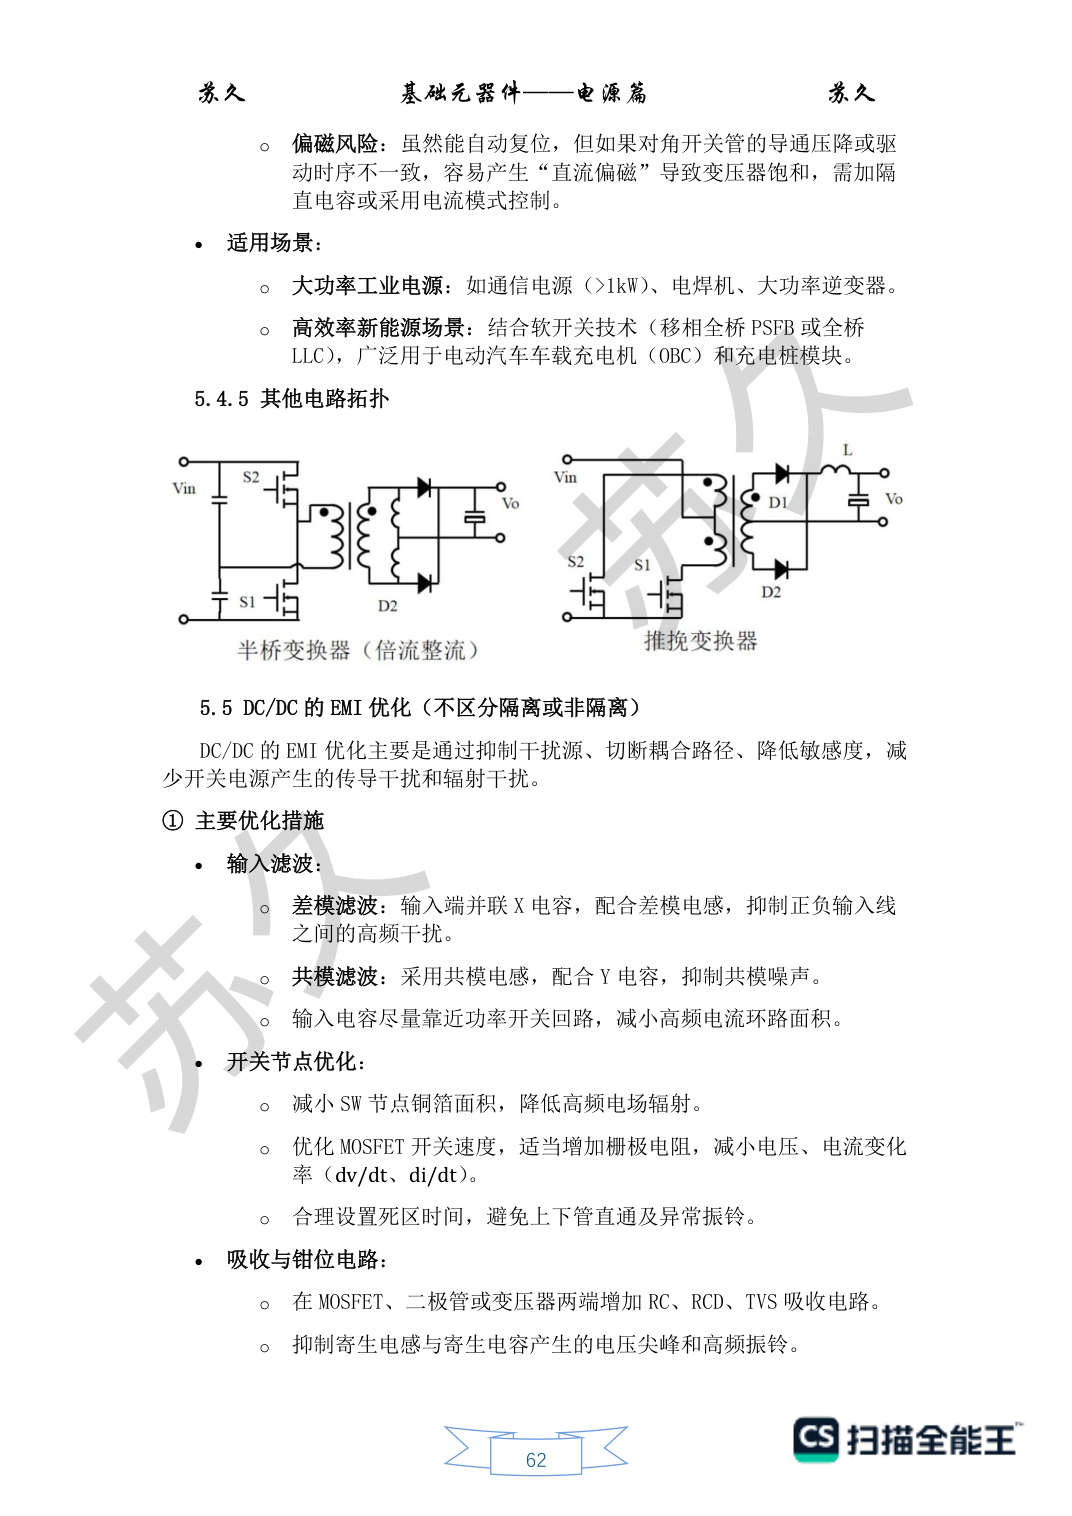 苏久 基础元器件——电源篇 苏久
o 偏磁风险：虽然能自动复位，但如果对角开关管的导通压降或驱
动时序不一致，容易产生“直流偏磁”导致变压器饱和，需加隔
直电容或采用电流模式控制。
• 适用场景：
o 大功率工业电源：如通信电源（>1kW）、电焊机、大功率逆变器。
o 高效率新能源场景：结合软开关技术（移相全桥 PSFB 或全桥
LLC），广泛用于电动汽车车载充电机（OBC）和充电桩模块。
5.4.5 其他电路拓扑
Vin S2 S1 D2 Vo
半桥变换器（倍流整流）
Vin S2 S1 L D1 D2 Vo
推挽变换器
5.5 DC/DC 的 EMI 优化（不区分隔离或非隔离）
DC/DC 的 EMI 优化主要是通过抑制干扰源、切断耦合路径、降低敏感度，减
少开关电源产生的传导干扰和辐射干扰。
① 主要优化措施
• 输入滤波：
o 差模滤波：输入端并联 X 电容，配合差模电感，抑制正负输入线
之间的高频干扰。
o 共模滤波：采用共模电感，配合 Y 电容，抑制共模噪声。
o 输入电容尽量靠近功率开关回路，减小高频电流环路面积。
• 开关节点优化：
o 减小 SW 节点铜箔面积，降低高频电场辐射。
o 优化 MOSFET 开关速度，适当增加栅极电阻，减小电压、电流变化
率（dv/dt、di/dt）。
o 合理设置死区时间，避免上下管直通及异常振铃。
• 吸收与钳位电路：
o 在 MOSFET、二极管或变压器两端增加 RC、RCD、TVS 吸收电路。
o 抑制寄生电感与寄生电容产生的电压尖峰和高频振铃。
62
CS 扫描全能王™
苏久
苏久